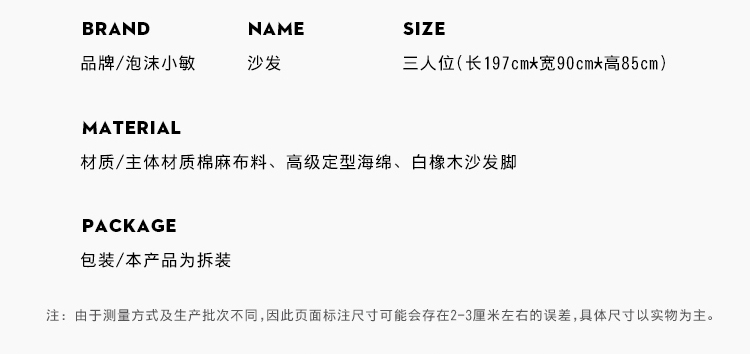 BRAND NAME SIZE
品牌/泡沫小敏 沙发 三人位(长197cm*宽90cm*高85cm)
MATERIAL
材质/主体材质棉麻布料、高级定型海绵、白橡木沙发脚
PACKAGE
包装/本产品为拆装
注: 由于测量方式及生产批次不同,因此页面标注尺寸可能会存在2-3厘米左右的误差,具体尺寸以实物为主。